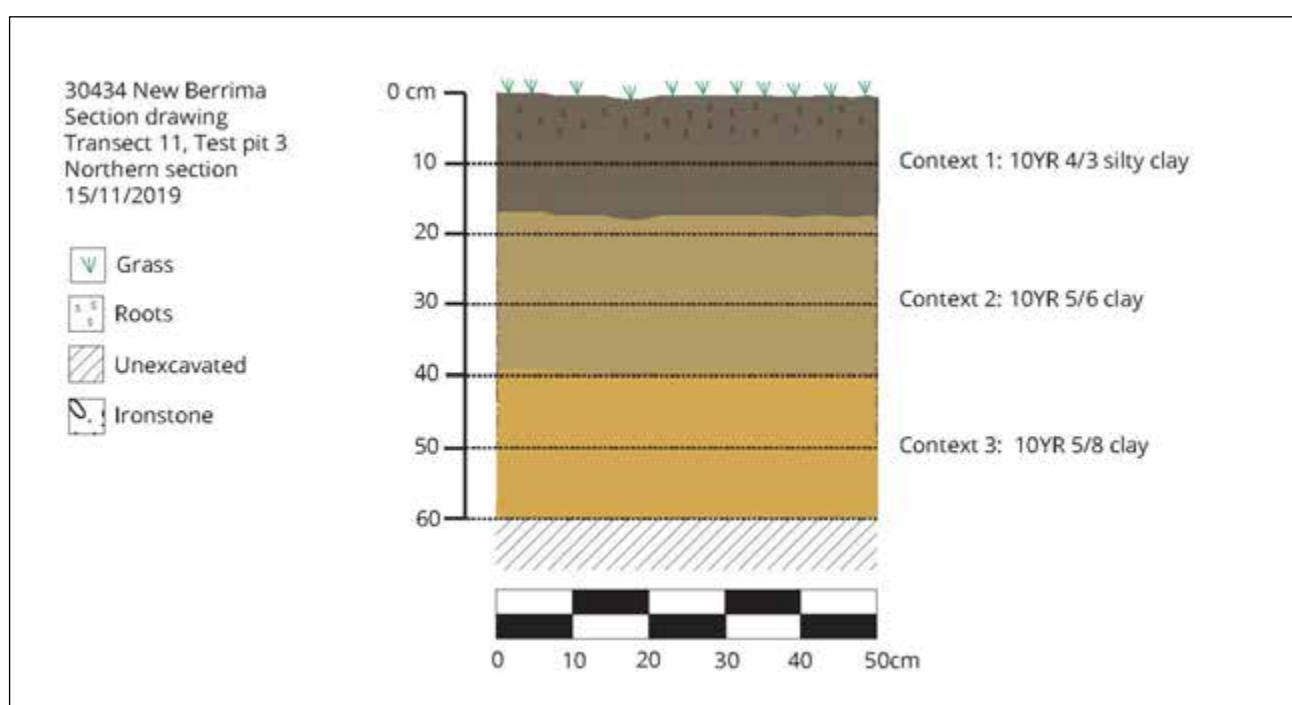 30434 New Berrima
Section drawing
Transect 11, Test pit 3
Northern section
15/11/2019
Grass
Roots
Unexcavated
Ironstone
0 cm
10
20
30
40
50
60
Context 1: 10YR 4/3 silty clay
Context 2: 10YR 5/6 clay
Context 3: 10YR 5/8 clay
0 10 20 30 40 50cm